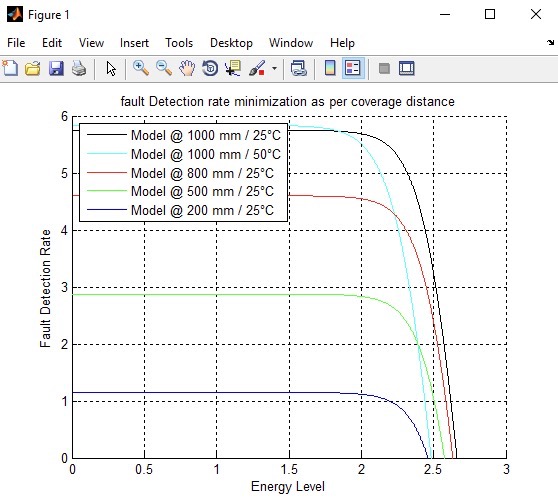 Figure 1
File Edit View Insert Tools Desktop Window Help
fault Detection rate minimization as per coverage distance
Model @ 1000 mm / 25°C
Model @ 1000 mm / 50°C
Model @ 800 mm / 25°C
Model @ 500 mm / 25°C
Model @ 200 mm / 25°C
Fault Detection Rate
6
5
4
3
2
1
0
0 0.5 1 1.5 2 2.5 3
Energy Level